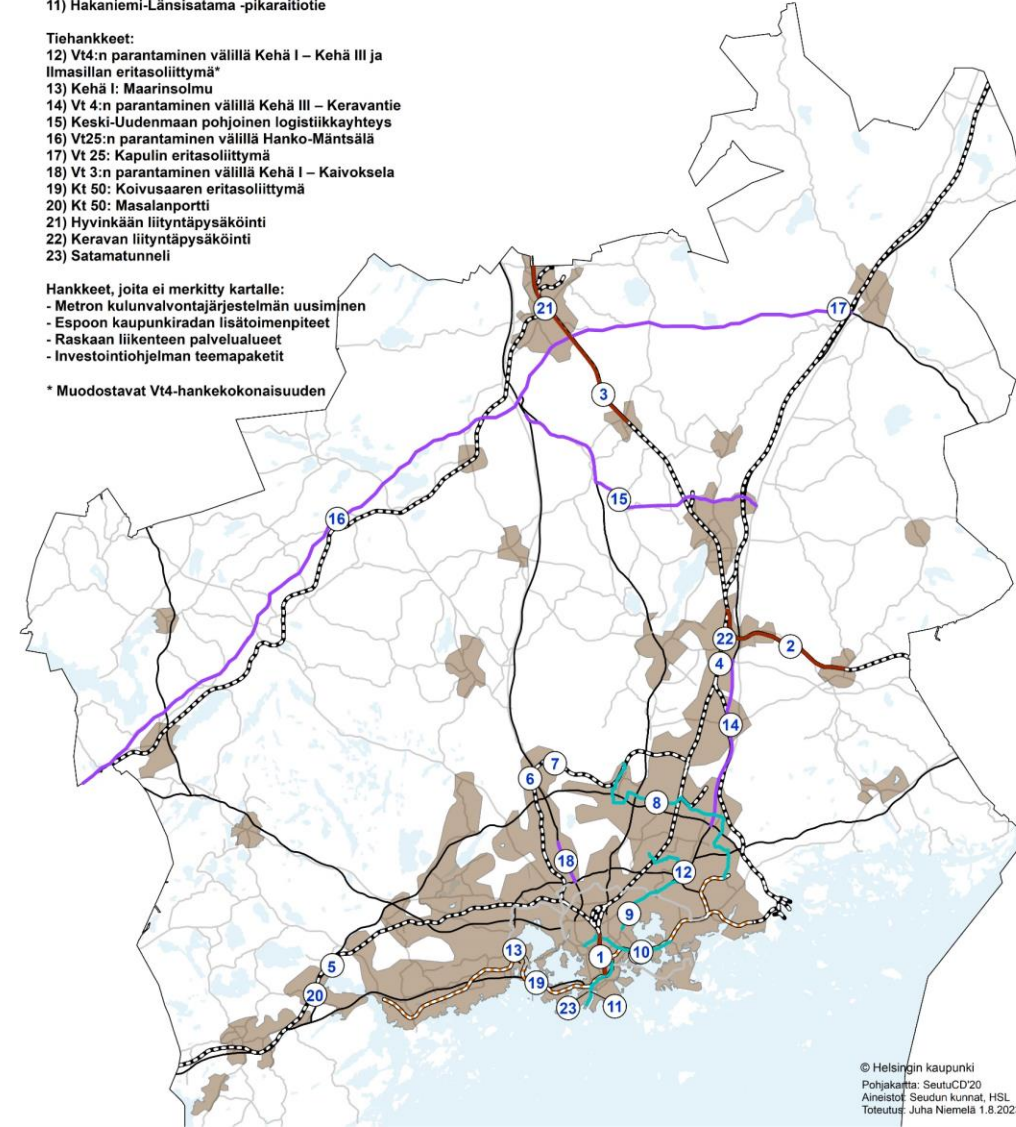 11) Hakaniemi-Länsisatama -pikaraitiotie
Tiehankkeet:
12) Vt4:n parantaminen välillä Kehä I – Kehä III ja
Ilmasillan eritasoliittymä*
13) Kehä I: Maarinsolmu
14) Vt 4:n parantaminen välillä Kehä III – Keravantie
15) Keski-Uudenmaan pohjoinen logistiikkayhteys
16) Vt25:n parantaminen välillä Hanko-Mäntsälä
17) Vt 25: Kapulin eritasoliittymä
18) Vt 3:n parantaminen välillä Kehä I – Kaivoksela
19) Kt 50: Koivusaaren eritasoliittymä
20) Kt 50: Masalanportti
21) Hyvinkään liityntäpysäköinti
22) Keravan liityntäpysäköinti
23) Satamatunneli
Hankkeet, joita ei merkitty kartalle:
- Metron kulunvalvontajärjestelmän uusiminen
- Espoon kaupunkiradan lisätoimenpiteet
- Raskaan liikenteen palvelualueet
- Investointiohjelman teemapaketit
* Muodostavat Vt4-hankekokonaisuuden
21
17
3
15
16
22
2
4
14
7
6
8
18
12
9
13
10
1
5
19
20
23
11
© Helsingin kaupunki
Pohjakartta: SeutuCD'20
Aineistot: Seudun kunnat, HSL
Toteutus: Juha Niemelä 1.8.2023